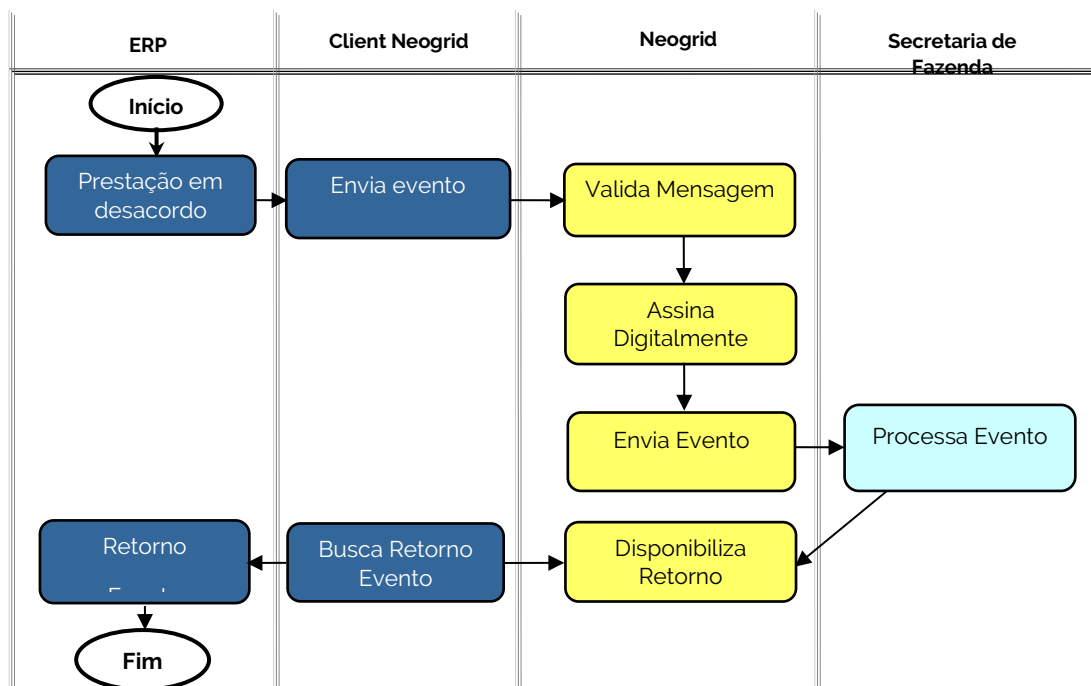 ERP
Client Neogrid
Neogrid
Secretaria de
Fazenda
Início
Prestação em
desacordo
Envia evento
Valida Mensagem
Assina
Digitalmente
Envia Evento
Processa Evento
Retorno
Busca Retorno
Evento
Disponibiliza
Retorno
Fim